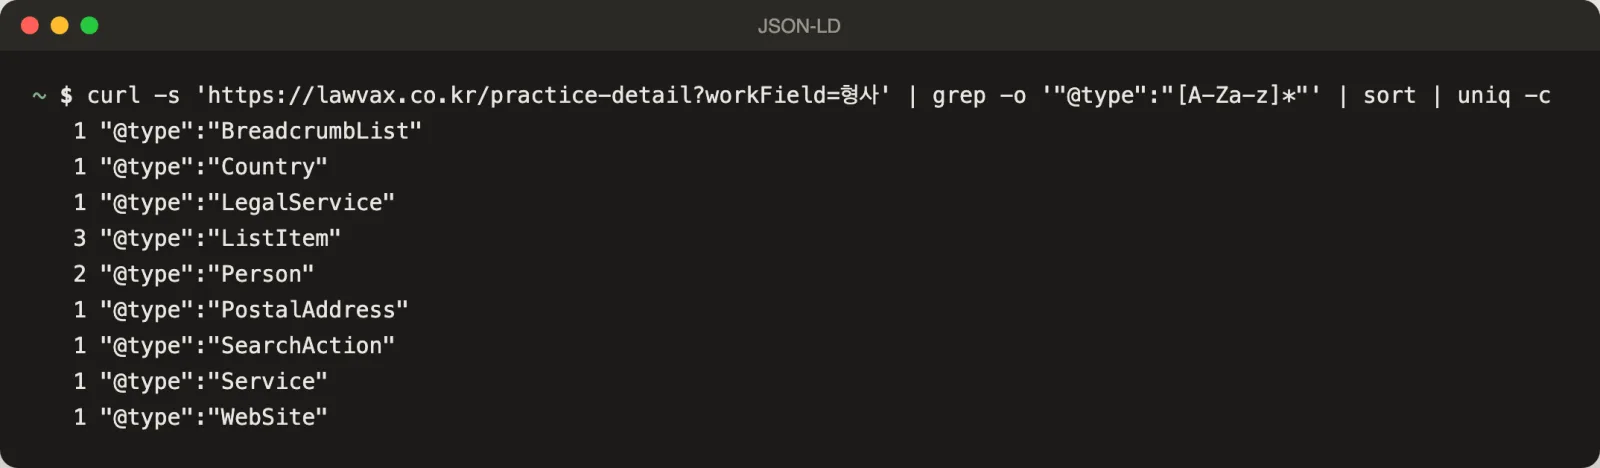 JSON-LD
~ $ curl -s 'https://lawvax.co.kr/practice-detail?workField=형사' | grep -o '"@type":"[A-Za-z]*"' | sort | uniq -c
1 "@type":"BreadcrumbList"
1 "@type":"Country"
1 "@type":"LegalService"
3 "@type":"ListItem"
2 "@type":"Person"
1 "@type":"PostalAddress"
1 "@type":"SearchAction"
1 "@type":"Service"
1 "@type":"WebSite"